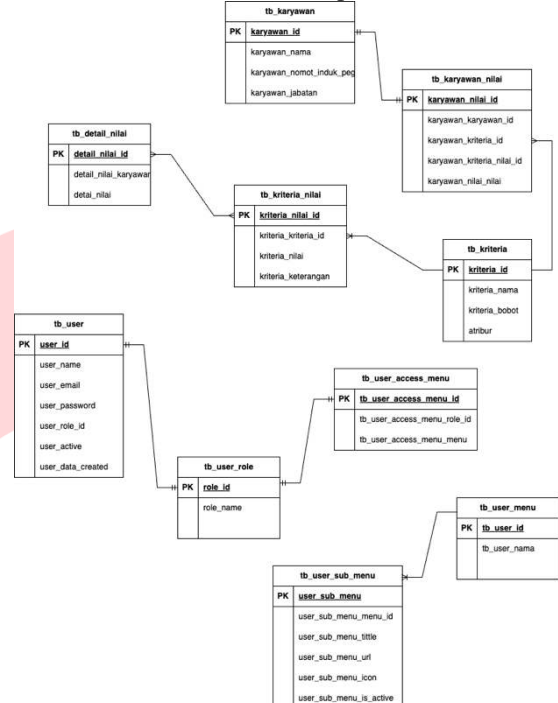 tb_karyawan
PK karyawan_id
karyawan_nama
karyawan_nomot_induk_peg
karyawan_jabatan
tb_karyawan_nilai
PK karyawan_nilai_id
karyawan_karyawan_id
karyawan_kriteria_id
karyawan_kriteria_nilai_id
karyawan_nilai_nilai
tb_detail_nilai
PK detail_nilai_id
detail_nilai_karyawar
detai_nilai
tb_kriteria_nilai
PK kriteria_nilai_id
kriteria_kriteria_id
kriteria_nilai
kriteria_keterangan
tb_kriteria
PK kriteria_id
kriteria_nama
kriteria_bobot
atribur
tb_user
PK user_id
user_name
user_email
user_password
user_role_id
user_active
user_data_created
tb_user_access_menu
PK tb_user_access_menu_id
tb_user_access_menu_role_id
tb_user_access_menu_menu
tb_user_role
PK role_id
role_name
tb_user_menu
PK tb_user_id
tb_user_nama
tb_user_sub_menu
PK user_sub_menu
user_sub_menu_menu_id
user_sub_menu_tittle
user_sub_menu_url
user_sub_menu_icon
user_sub_menu_is_active